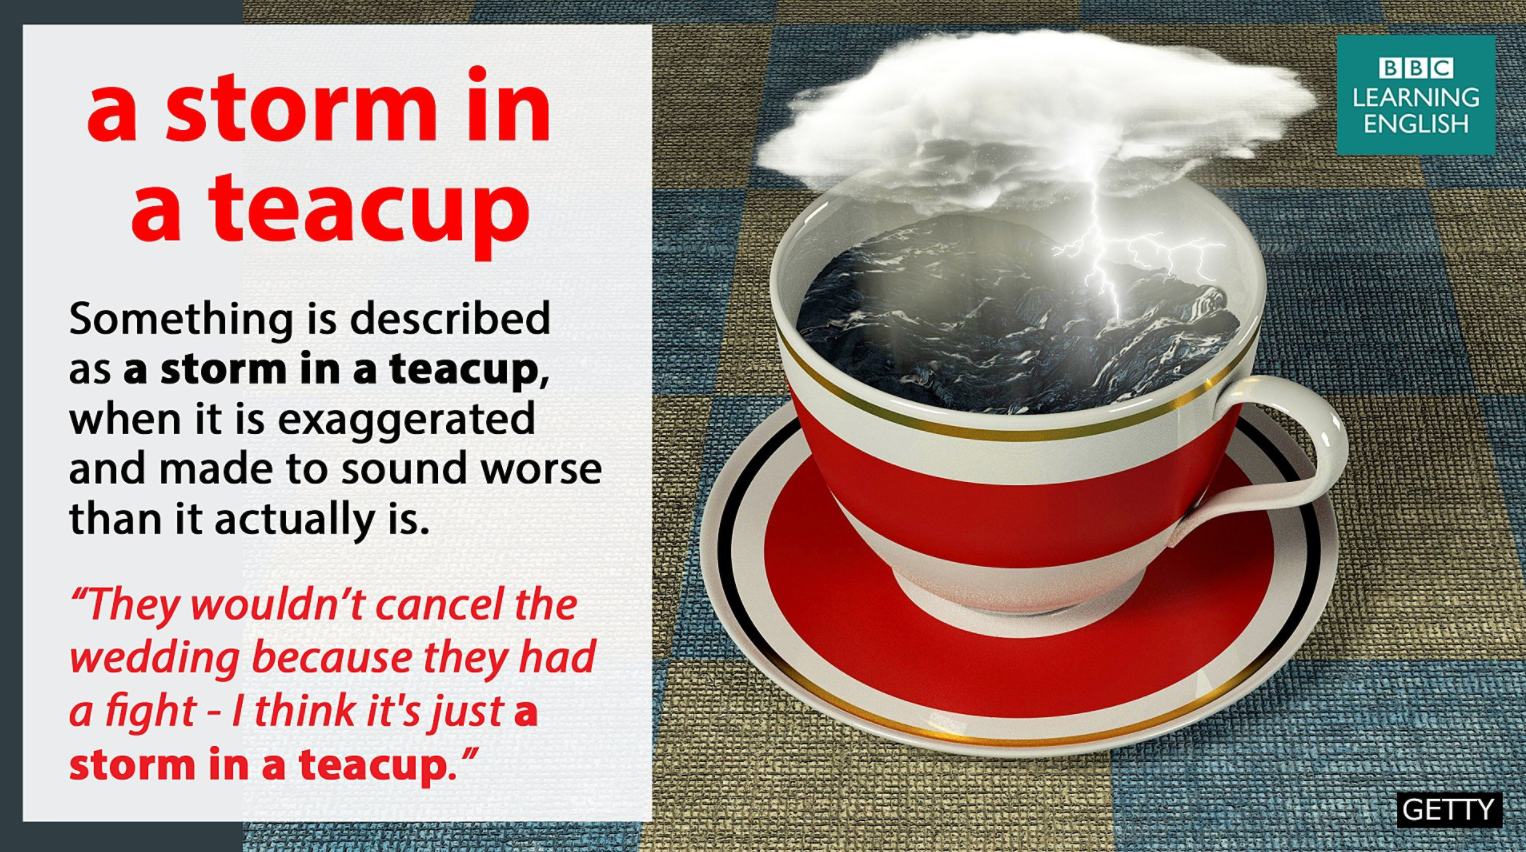 a storm in
a teacup
Something is described
as a storm in a teacup,
when it is exaggerated
and made to sound worse
than it actually is.
“They wouldn’t cancel the
wedding because they had
a fight - I think it's just a
storm in a teacup.”
BBC
LEARNING
ENGLISH
GETTY